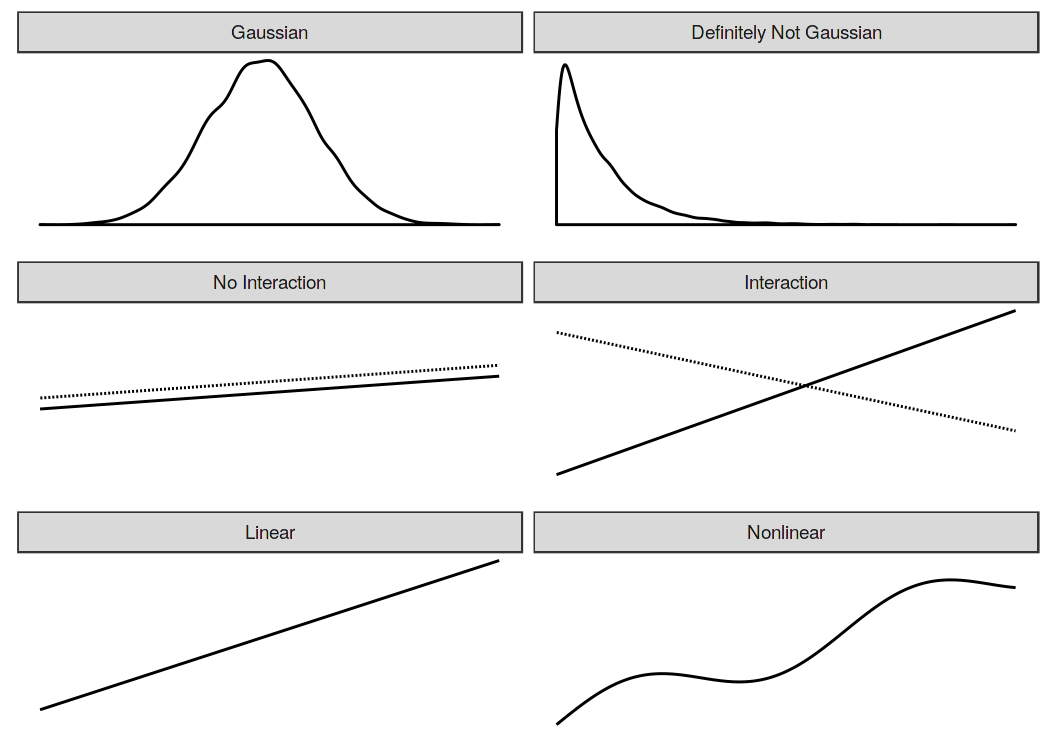 Gaussian
Definitely Not Gaussian
No Interaction
Interaction
Linear
Nonlinear